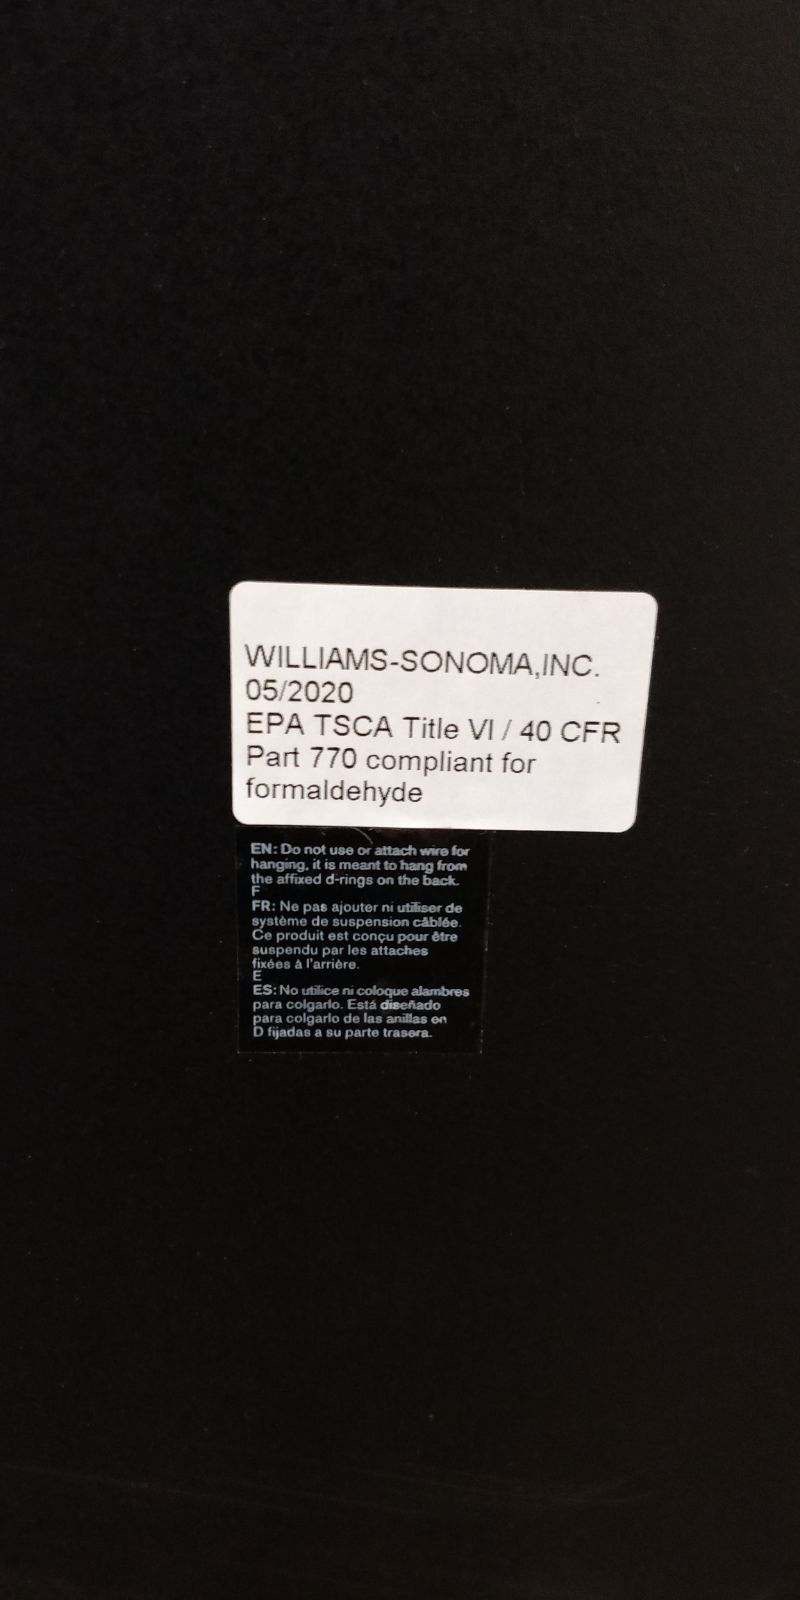 WILLIAMS-SONOMA,INC.
05/2020
EPA TSCA Title VI / 40 CFR
Part 770 compliant for
formaldehyde
EN: Do not use or attach wire for
hanging, it is meant to hang from
the affixed d-rings on the back.
F
FR: Ne pas ajouter ni utiliser de
système de suspension câblée.
Ce produit est conçu pour être
suspendu par les attaches
fixées à l'arrière.
E
ES: No utilice ni coloque alambres
para colgarlo. Está diseñado
para colgarlo de las anillas en
D fijadas a su parte trasera.